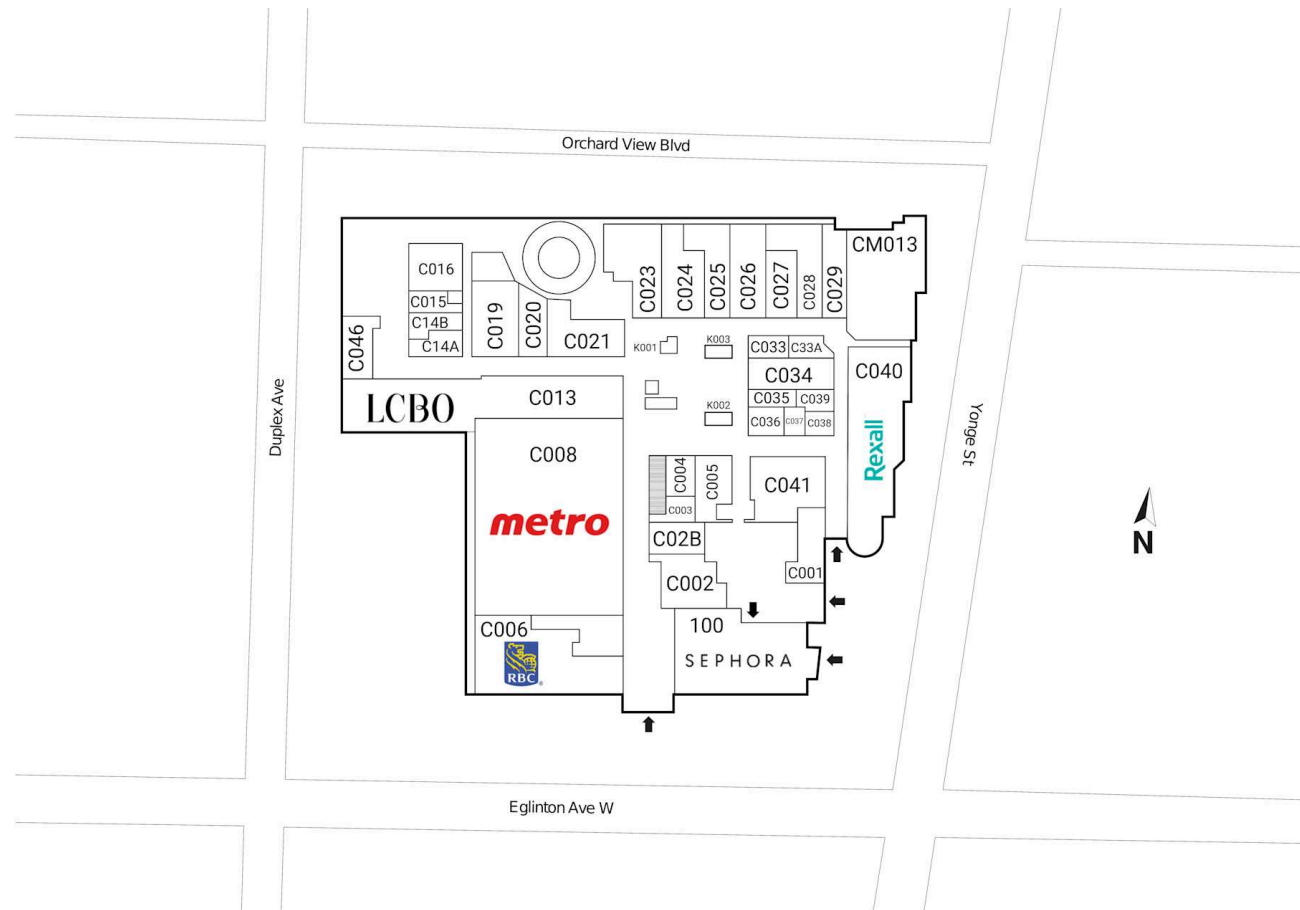 Orchard View Blvd
CM013
C016
C023
C024
C025
C026
C027
C028
C029
C015
C019
C020
C14B
C14A
C046
C021
K001
K003
C033
C33A
C034
C040
C035
C039
C036
C037
C038
K002
LCBO
C013
C008
metro
C004
C003
C005
C041
Rexall
C02B
C002
C001
100
SEPHORA
C006
RBC
®
Duplex Ave
Yonge St
N
Eglinton Ave W